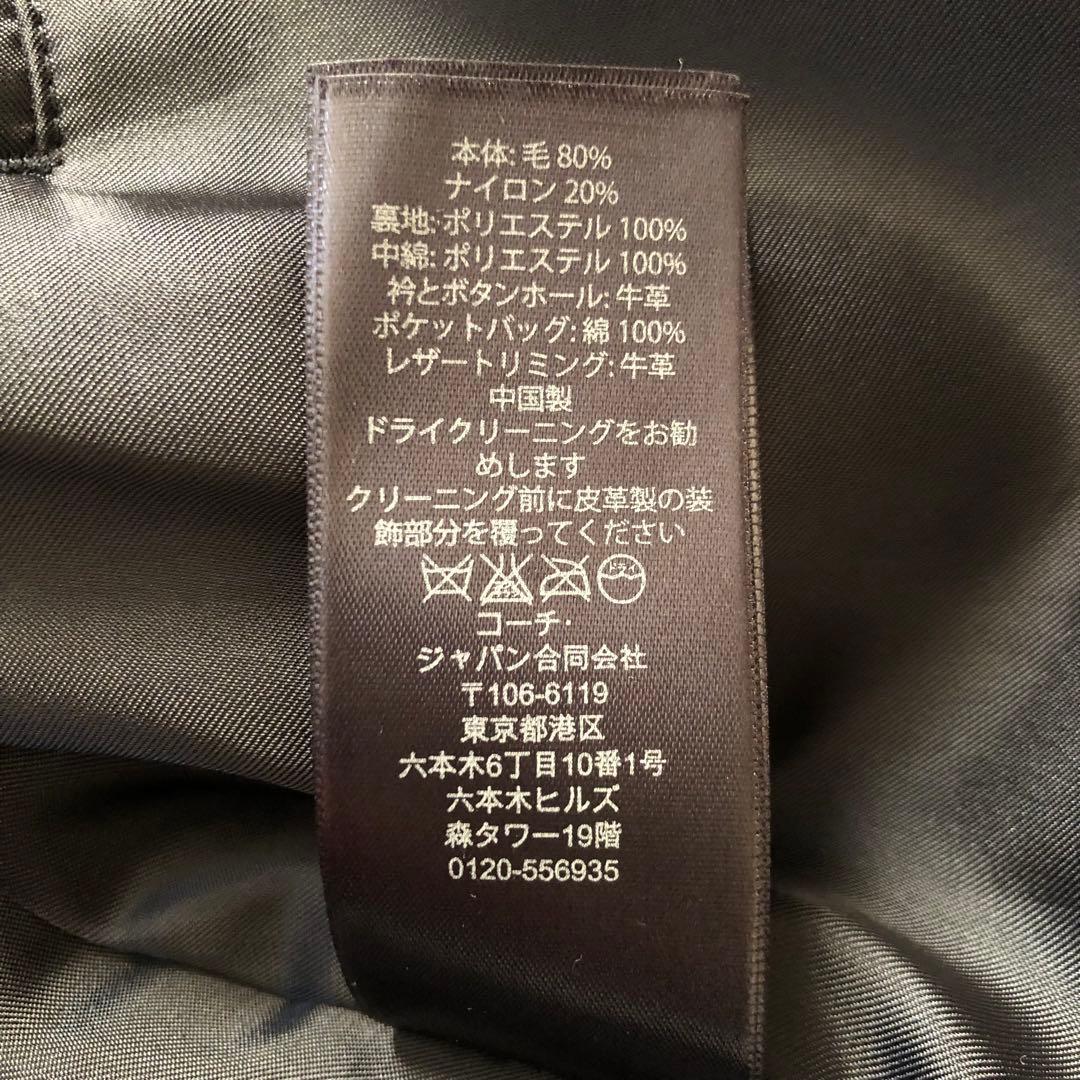 本体: 毛 80%
ナイロン 20%
裏地: ポリエステル 100%
中綿: ポリエステル 100%
衿とボタンホール: 牛革
ポケットバッグ: 綿 100%
レザートリミング: 牛革
中国製
ドライクリーニングをお勧
めします
クリーニング前に皮革製の装
飾部分を覆ってください
ドライ
コーチ·
ジャパン合同会社
〒106-6119
東京都港区
六本木6丁目10番1号
六本木ヒルズ
森タワー19階
0120-556935